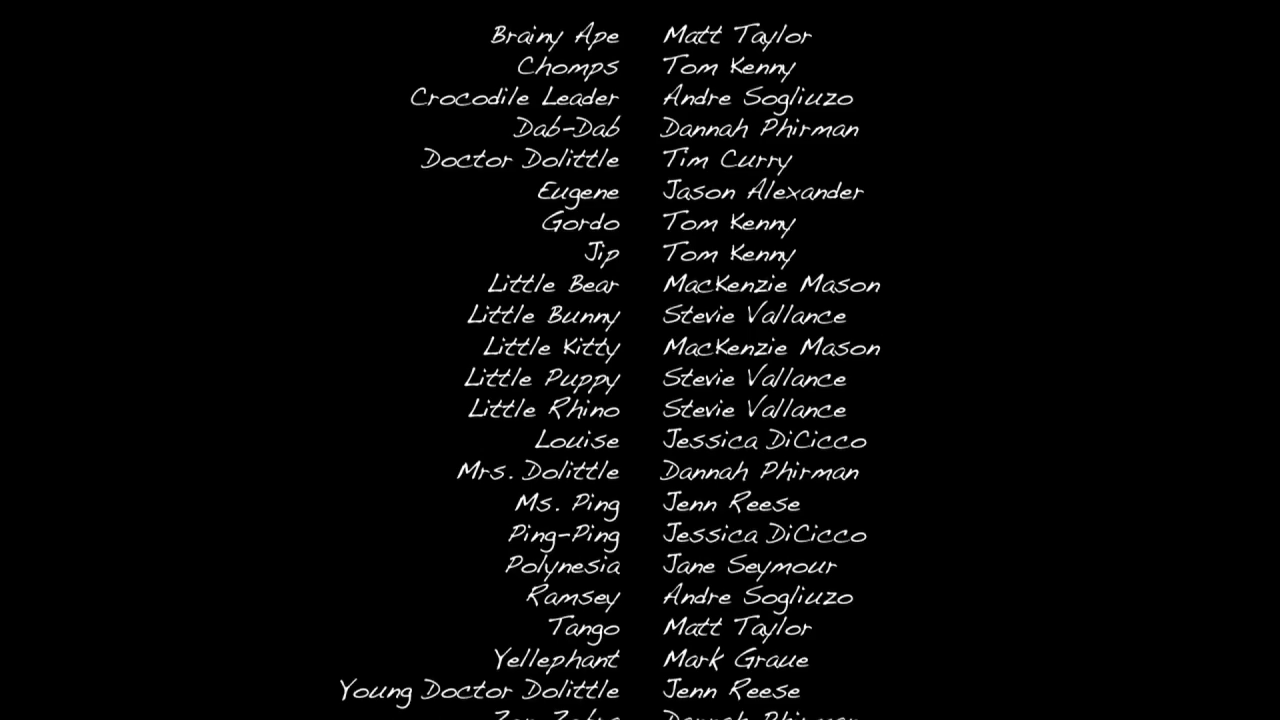 Brainy Ape Matt Taylor
Chomps Tom Kenny
Crocodile Leader Andre Sogliuzo
Dab-Dab Dannah Phirman
Doctor Dolittle Tim Curry
Eugene Jason Alexander
Gordo Tom Kenny
Jip Tom Kenny
Little Bear MacKenzie Mason
Little Bunny Stevie Vallance
Little Kitty MacKenzie Mason
Little Puppy Stevie Vallance
Little Rhino Stevie Vallance
Louise Jessica DiCicco
Mrs. Dolittle Dannah Phirman
Ms. Ping Jenn Reese
Ping-Ping Jessica DiCicco
Polynesia Jane Seymour
Ramsey Andre Sogliuzo
Tango Matt Taylor
Yellephant Mark Graue
Young Doctor Dolittle Jenn Reese
Dannah Phirman